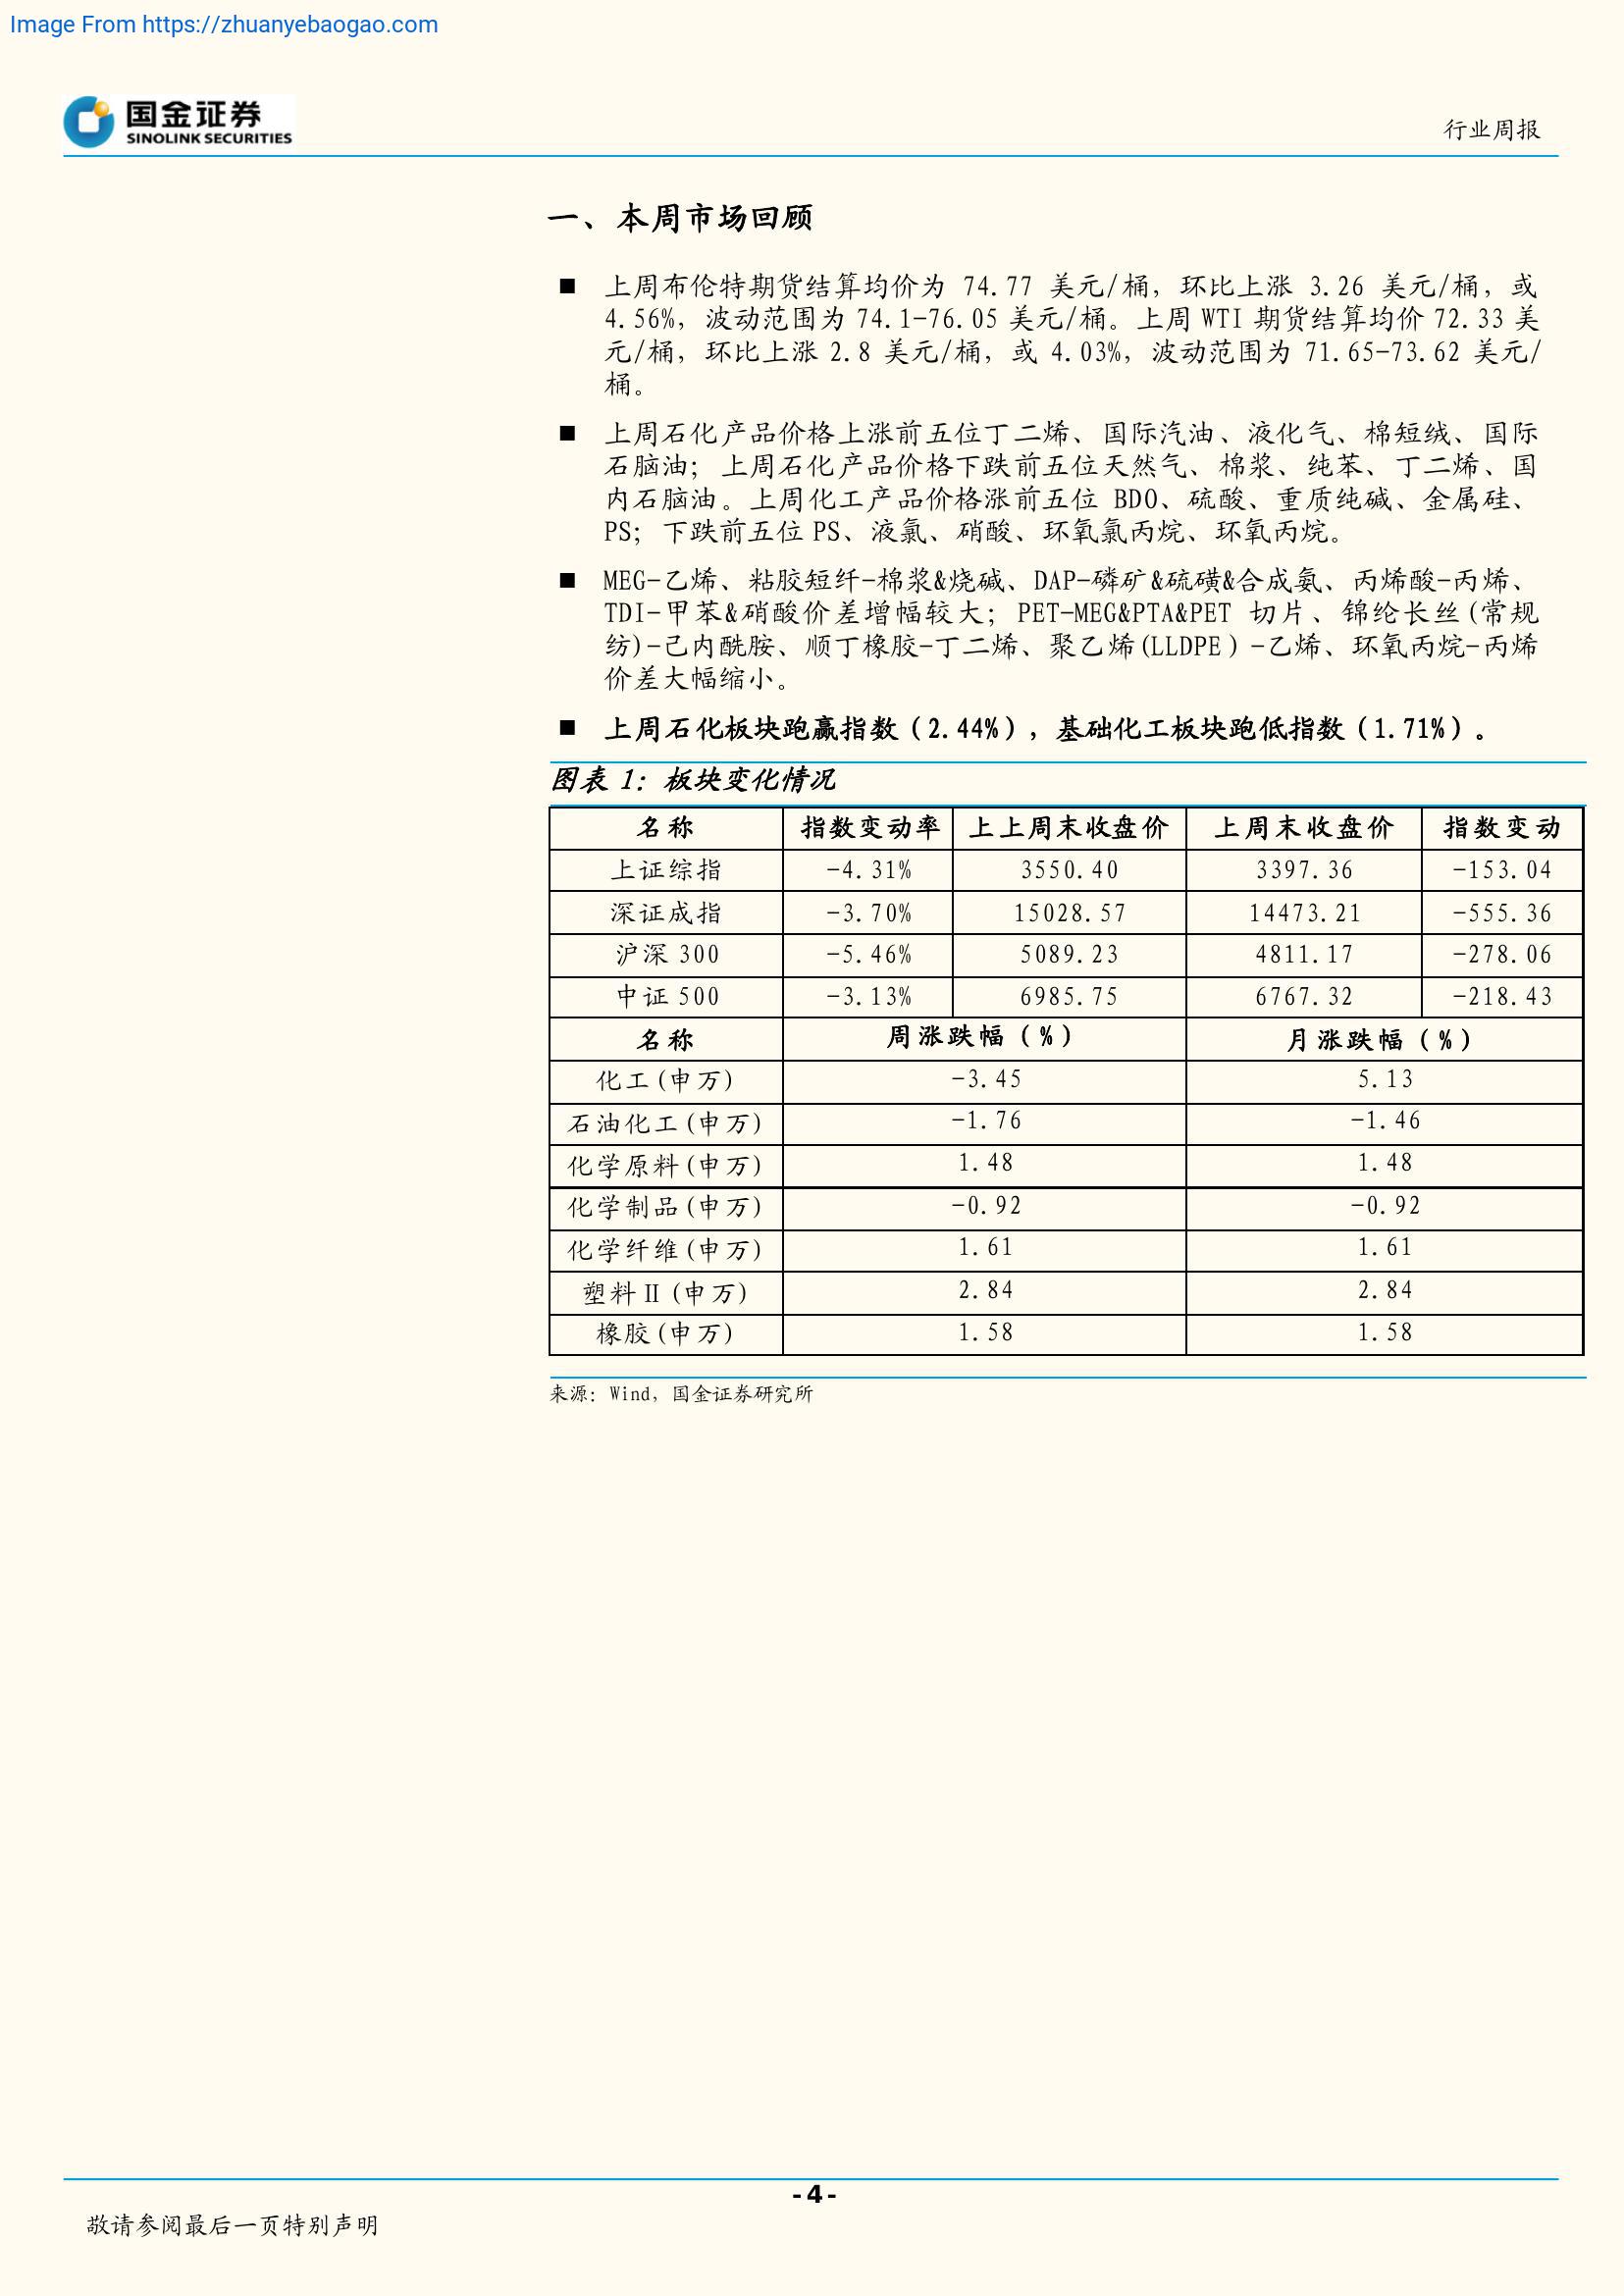 Image From https://zhuanyebaogao.com
国金证券
SINOLINK SECURITIES
行业周报
一、本周市场回顾
■ 上周布伦特期货结算均价为 74.77 美元/桶，环比上涨 3.26 美元/桶，或
4.56%，波动范围为 74.1-76.05 美元/桶。上周 WTI 期货结算均价 72.33 美
元/桶，环比上涨 2.8 美元/桶，或 4.03%，波动范围为 71.65-73.62 美元/
桶。
■ 上周石化产品价格上涨前五位丁二烯、国际汽油、液化气、棉短绒、国际
石脑油；上周石化产品价格下跌前五位天然气、棉浆、纯苯、丁二烯、国
内石脑油。上周化工产品价格涨前五位 BDO、硫酸、重质纯碱、金属硅、
PS；下跌前五位 PS、液氯、硝酸、环氧氯丙烷、环氧丙烷。
■ MEG-乙烯、粘胶短纤-棉浆&烧碱、DAP-磷矿&硫磺&合成氨、丙烯酸-丙烯、
TDI-甲苯&硝酸价差增幅较大；PET-MEG&PTA&PET 切片、锦纶长丝(常规
纺)-己内酰胺、顺丁橡胶-丁二烯、聚乙烯(LLDPE）-乙烯、环氧丙烷-丙烯
价差大幅缩小。
■ 上周石化板块跑赢指数（2.44%），基础化工板块跑低指数（1.71%）。
图表 1：板块变化情况
名称 指数变动率 上上周末收盘价 上周末收盘价 指数变动
上证综指 -4.31% 3550.40 3397.36 -153.04
深证成指 -3.70% 15028.57 14473.21 -555.36
沪深 300 -5.46% 5089.23 4811.17 -278.06
中证 500 -3.13% 6985.75 6767.32 -218.43
名称 周涨跌幅（%） 月涨跌幅（%）
化工(申万) -3.45 5.13
石油化工(申万) -1.76 -1.46
化学原料(申万) 1.48 1.48
化学制品(申万) -0.92 -0.92
化学纤维(申万) 1.61 1.61
塑料Ⅱ(申万) 2.84 2.84
橡胶(申万) 1.58 1.58
来源：Wind，国金证券研究所
- 4 -
敬请参阅最后一页特别声明